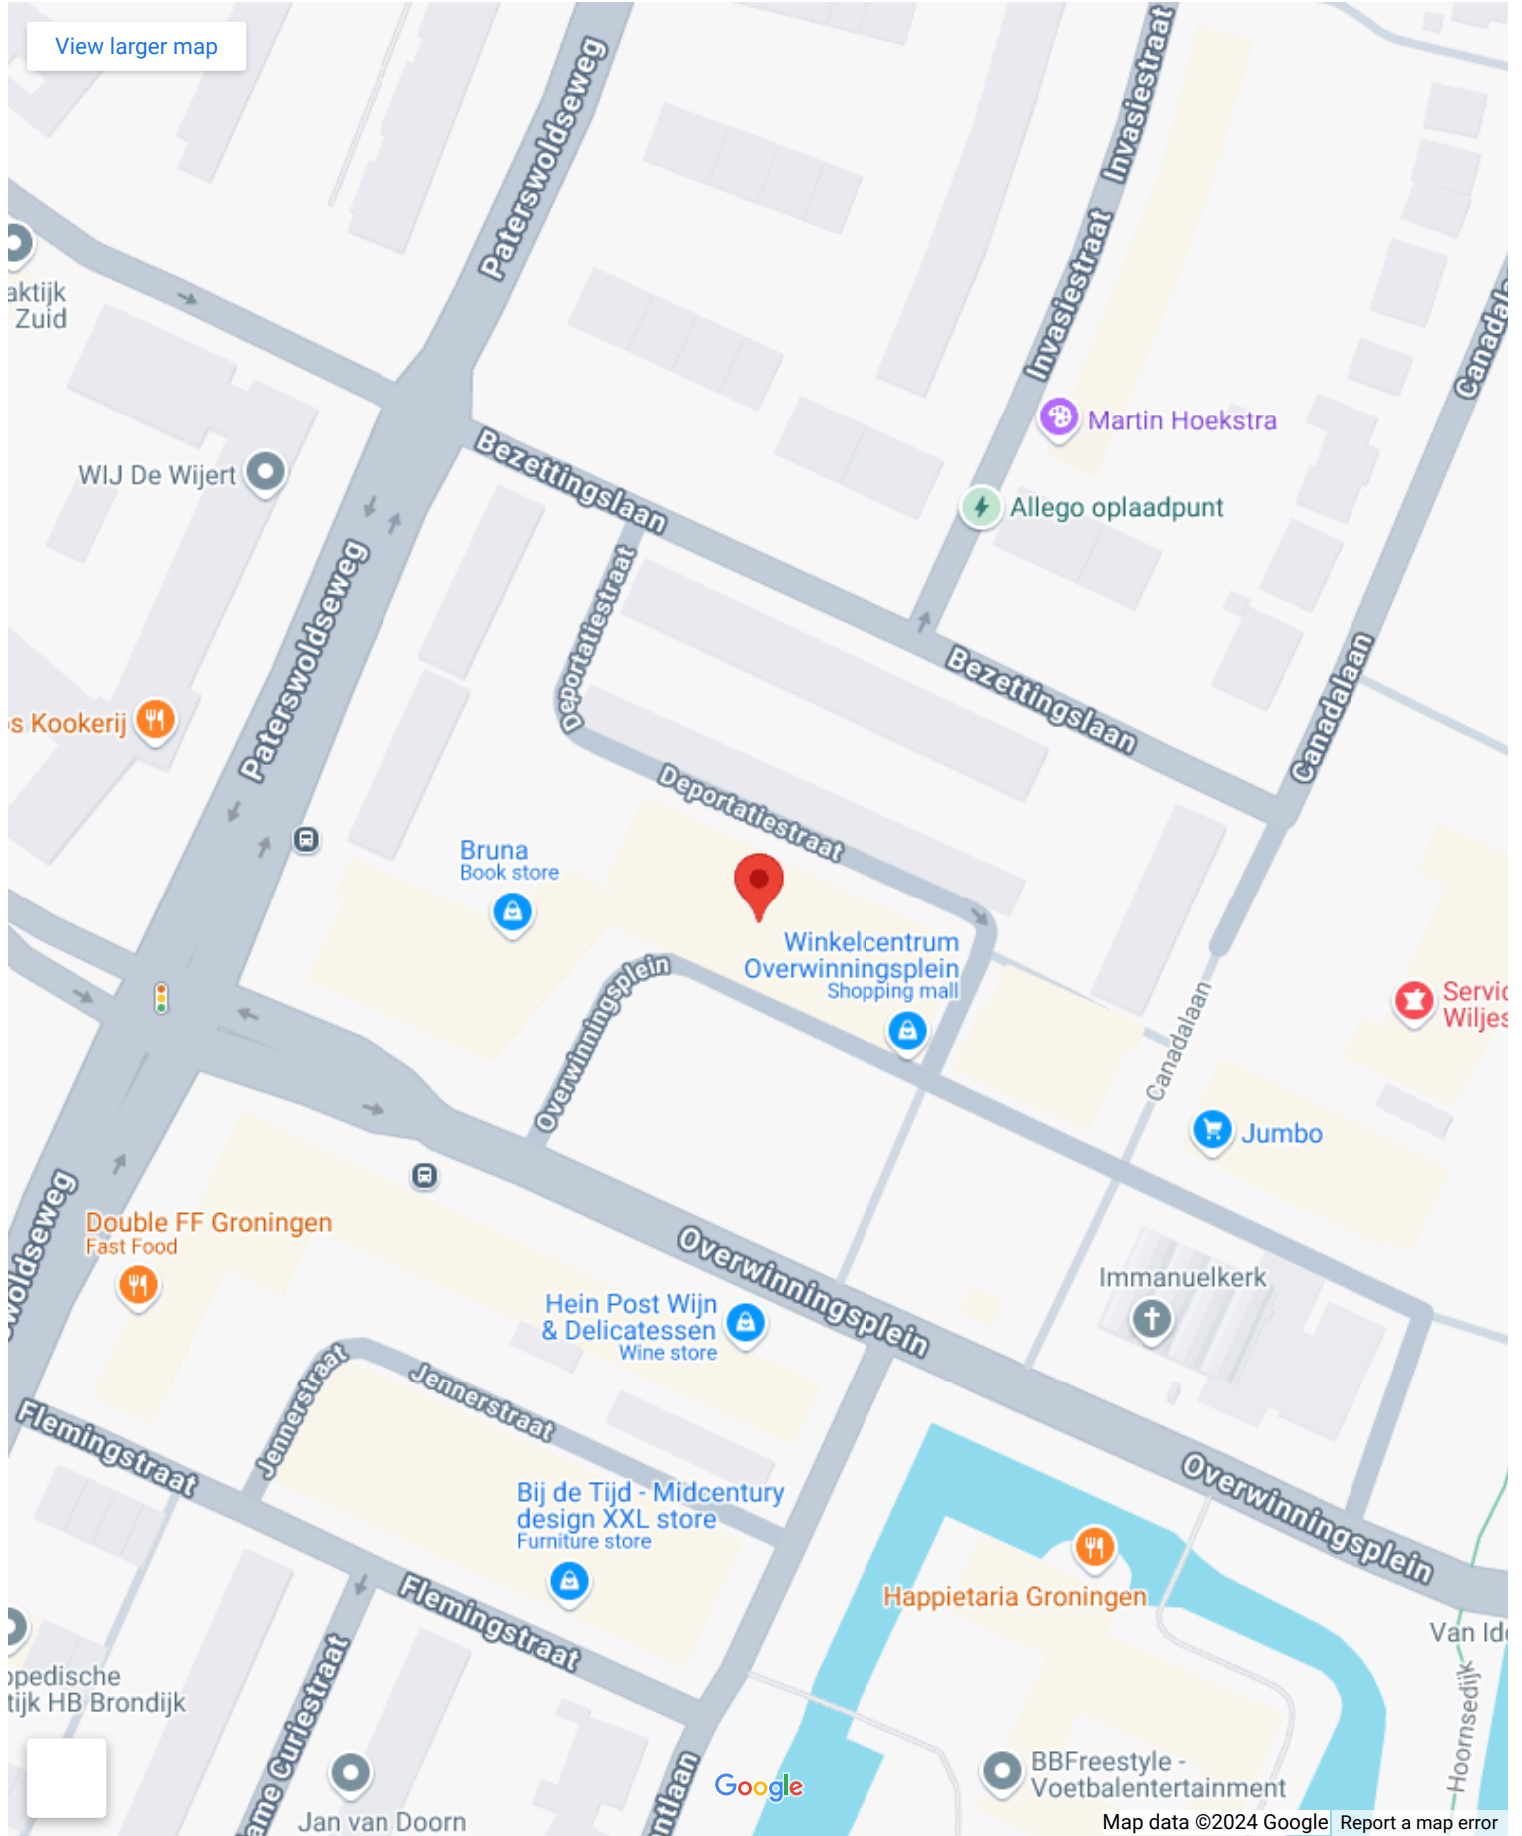 View larger map
Paterswoldseweg
Invasiestraat
Invasiestraat
aktijk
Zuid
Martin Hoekstra
WIJ De Wijert
Bezettingslaan
Allego oplaadpunt
Deportatiestraat
Paterswoldseweg
Bezettingslaan
Canadalaan
s Kookerij
Deportatiestraat
Bruna
Book store
Winkelcentrum
Overwinningsplein
Shopping mall
Overwinningsplein
Canadalaan
Jumbo
Double FF Groningen
Fast Food
Overwinningsplein
Immanuelkerk
Hein Post Wijn
& Delicatessen
Wine store
Jennerstraat
Jennerstraat
Flemingstraat
Overwinningsplein
Bij de Tijd - Midcentury
design XXL store
Furniture store
Happietaria Groningen
Flemingstraat
Van
opedische
tijk HB Brondijk
Hoornsedijk
ame Curiestraat
BBFreestyle -
Voetbalentertainment
ntlaan
Google
Jan van Doorn
Map data ©2024 Google
Report a map error